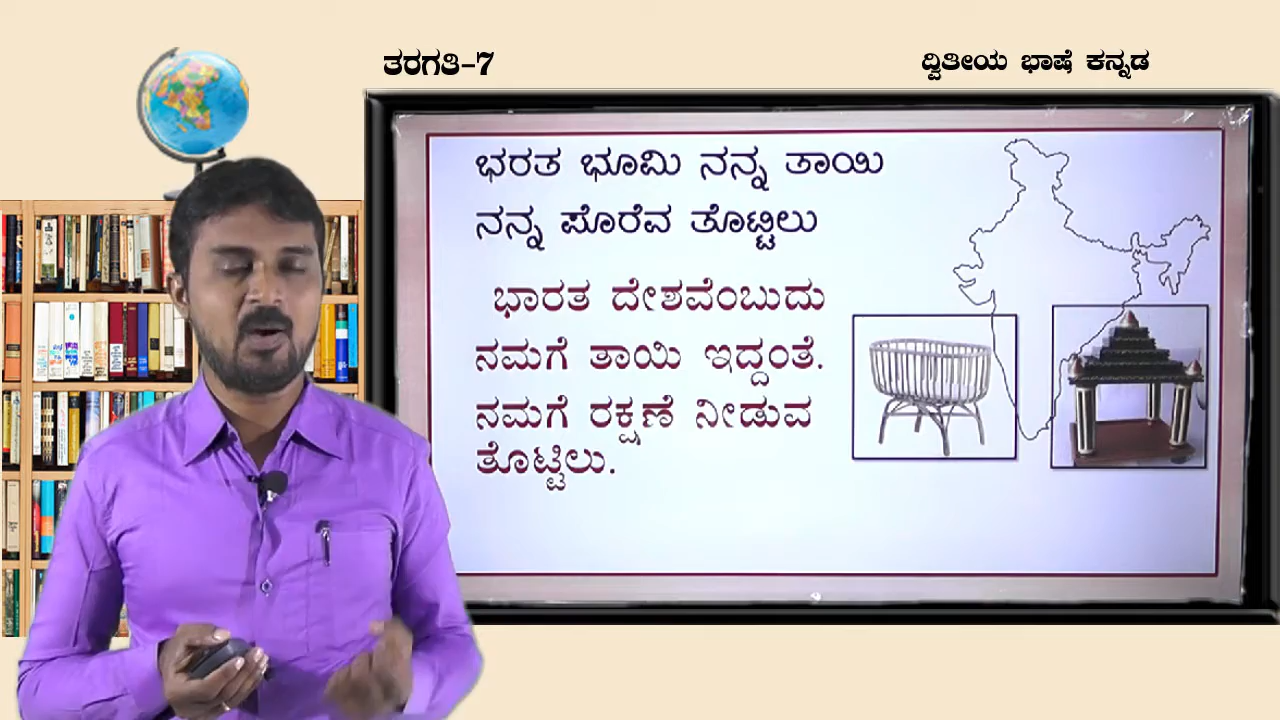 ತರಗತಿ-7
ದ್ವಿತೀಯ ಭಾಷೆ ಕನ್ನಡ
ಭರತ ಭೂಮಿ ನನ್ನ ತಾಯಿ
ನನ್ನ ಪೊರೆವ ತೊಟ್ಟಿಲು
ಭಾರತ ದೇಶವೆಂಬುದು
ನಮಗೆ ತಾಯಿ ಇದ್ದಂತೆ.
ನಮಗೆ ರಕ್ಷಣೆ ನೀಡುವ
ತೊಟ್ಟಿಲು.